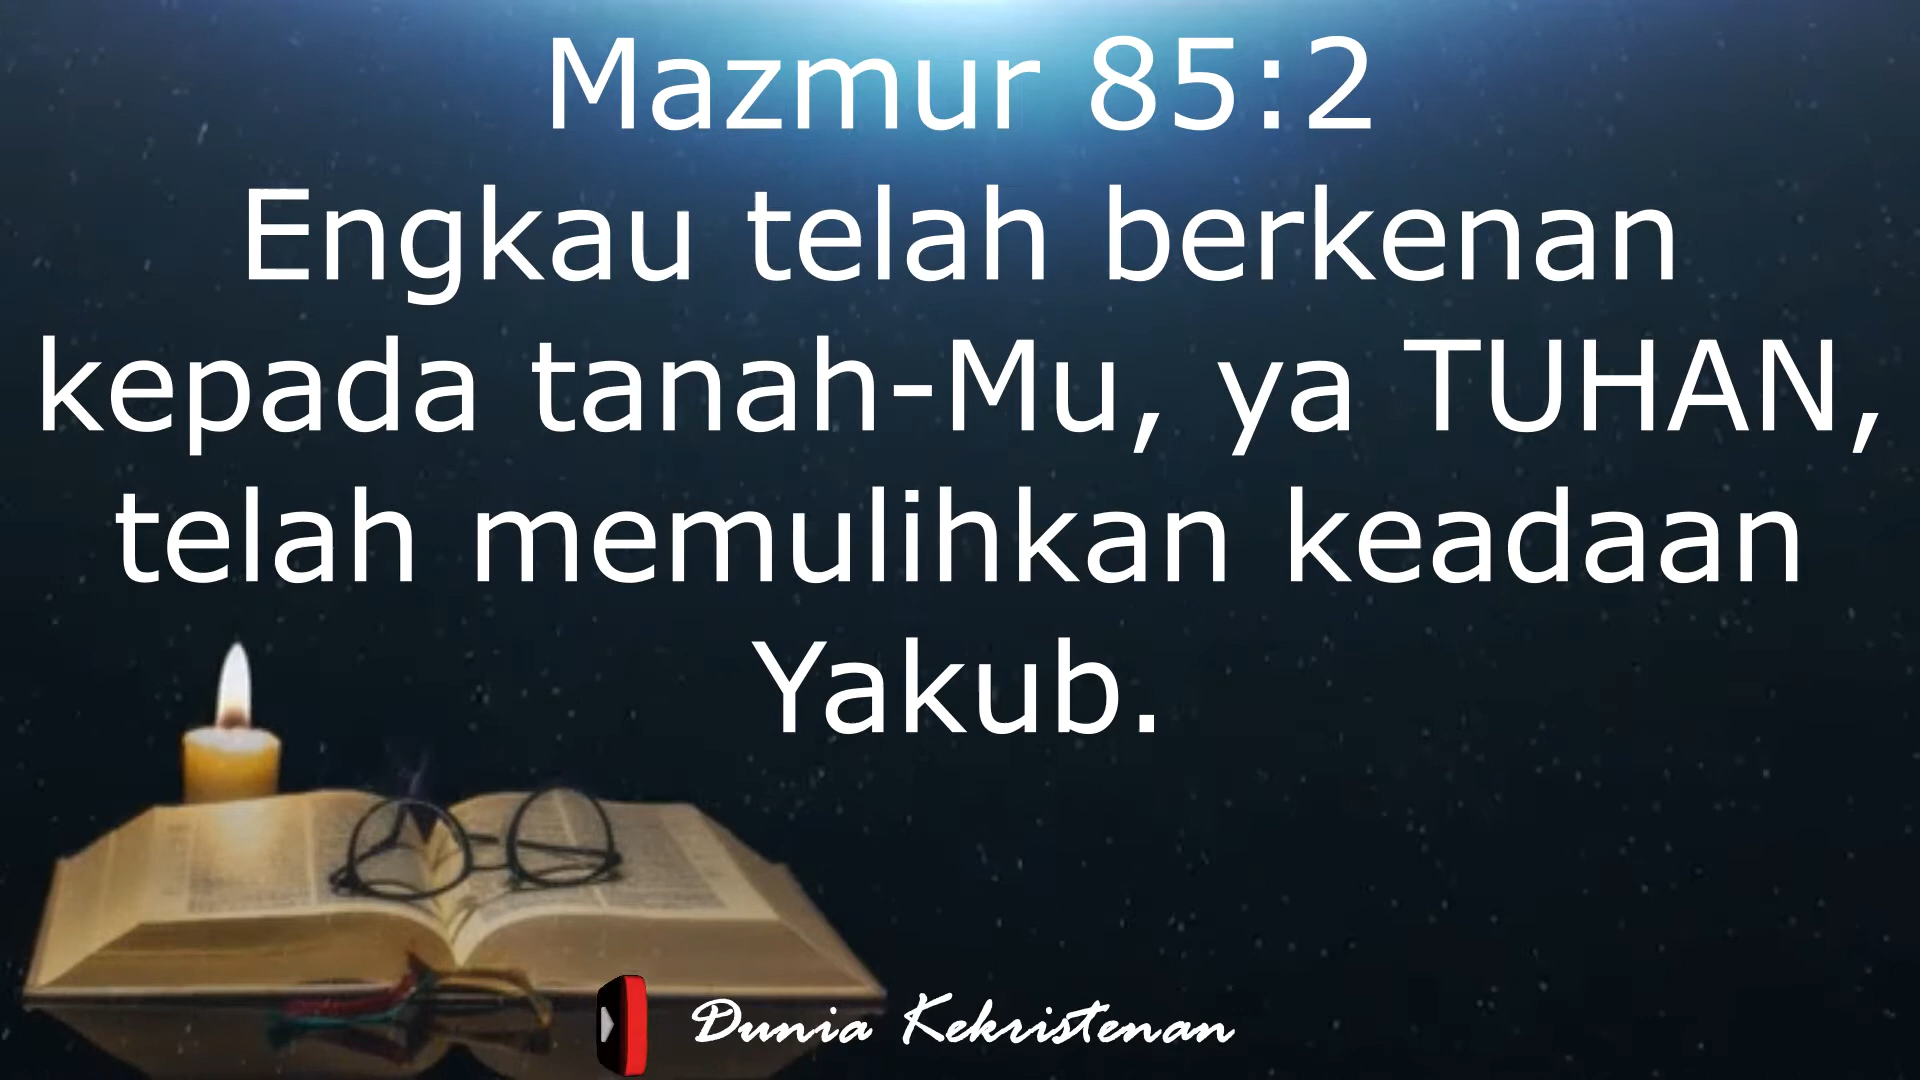 Mazmur 85:2
Engkau telah berkenan
kepada tanah-Mu, ya TUHAN,
telah memulihkan keadaan
Yakub.
Dunia Kekristenan